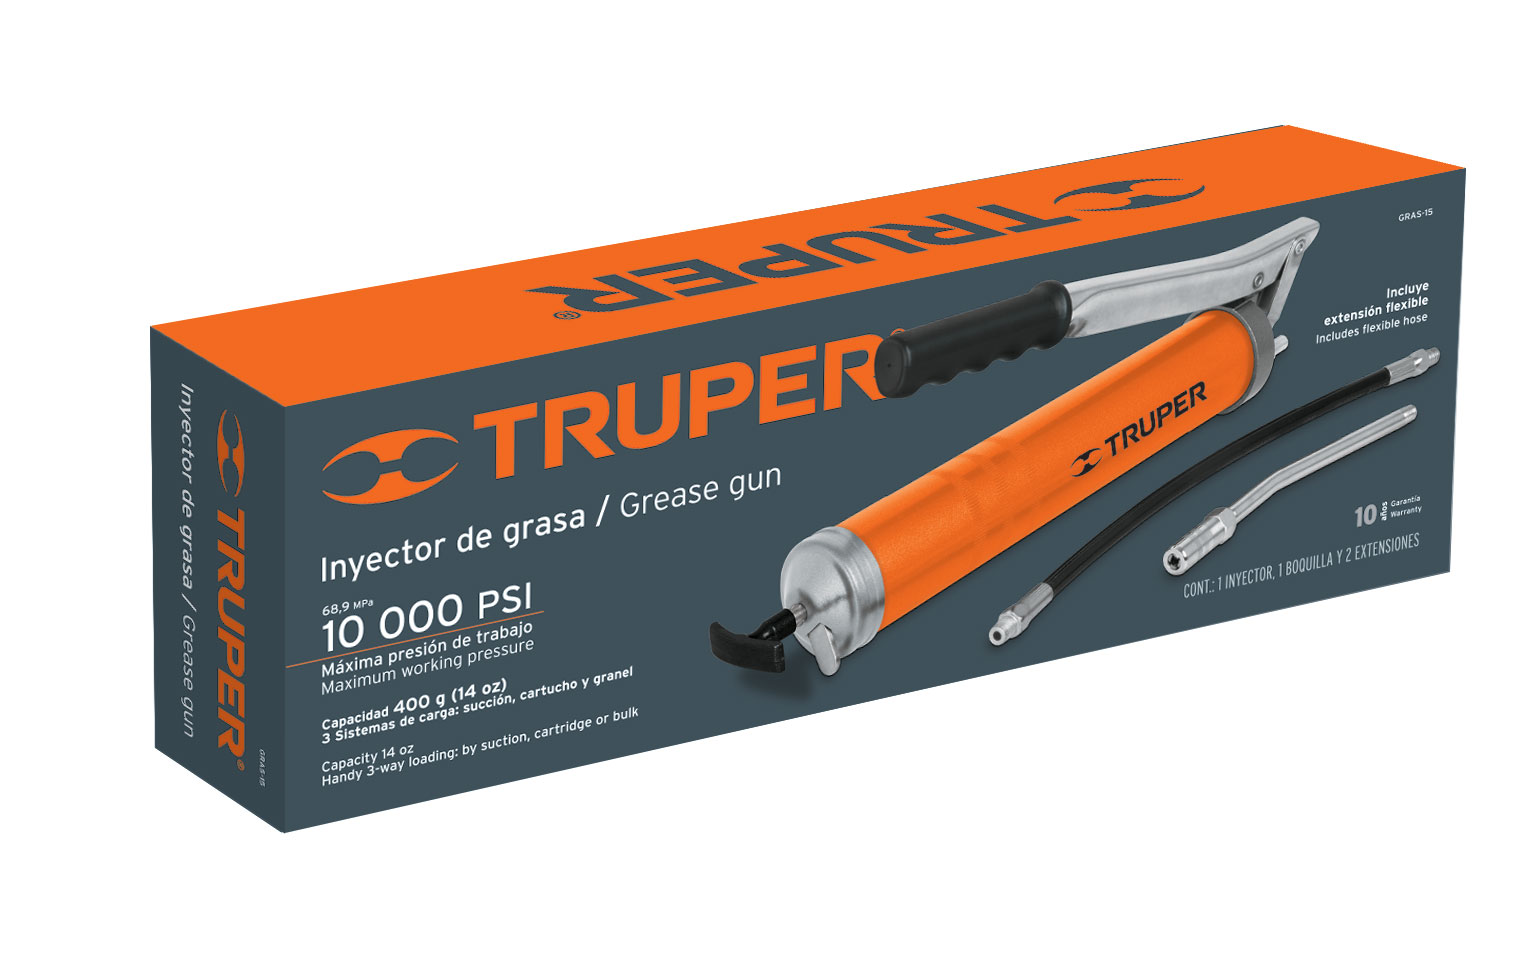 TRUPER®
GRAS-15
Incluye
extensión flexible
Includes flexible hose
TRUPER®
TRUPER
Inyector de grasa / Grease gun
68,9 MPa
10 000 PSI
Máxima presión de trabajo
Maximum working pressure
Capacidad 400 g (14 oz)
3 Sistemas de carga: succión, cartucho y granel
Capacity 14 oz
Handy 3-way loading: by suction, cartridge or bulk
10 años Garantía
Warranty
CONT.: 1 INYECTOR, 1 BOQUILLA Y 2 EXTENSIONES
Inyector de grasa / Grease gun
TRUPER®
GRAS-15